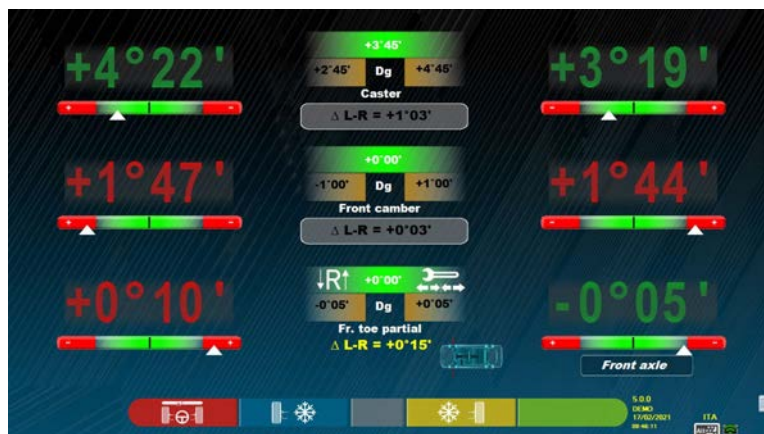 +4°22' +3°45' +3°19'
+2°45' Dg +4°45'
Caster
+ - + -
Δ L-R = +1°03'
+1°47' +0°00' +1°44'
-1°00' Dg +1°00'
Front camber
+ - + -
Δ L-R = +0°03'
+0°10' ↓R↑ +0°00' -0°05'
-0°05' Dg +0°05'
Fr. toe partial
- + - +
Δ L-R = +0°15'
Front axle
5.0.0
DEMO
17/02/2021
ITA